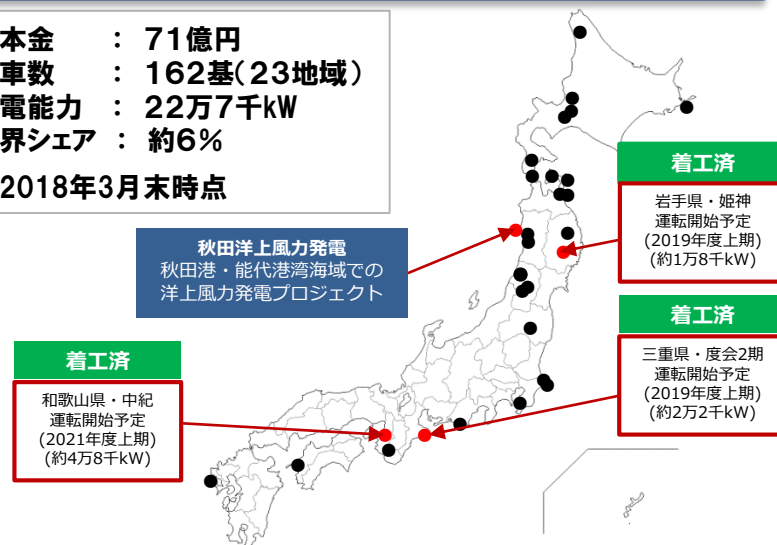 本金 : 71億円
車数 : 162基(23地域)
電能力 : 22万7千kW
界シェア : 約6%
2018年3月末時点
着工済
岩手県・姫神
運転開始予定
(2019年度上期)
(約1万8千kW)
秋田洋上風力発電
秋田港・能代港湾海域での
洋上風力発電プロジェクト
着工済
三重県・度会2期
運転開始予定
(2019年度上期)
(約2万2千kW)
着工済
和歌山県・中紀
運転開始予定
(2021年度上期)
(約4万8千kW)